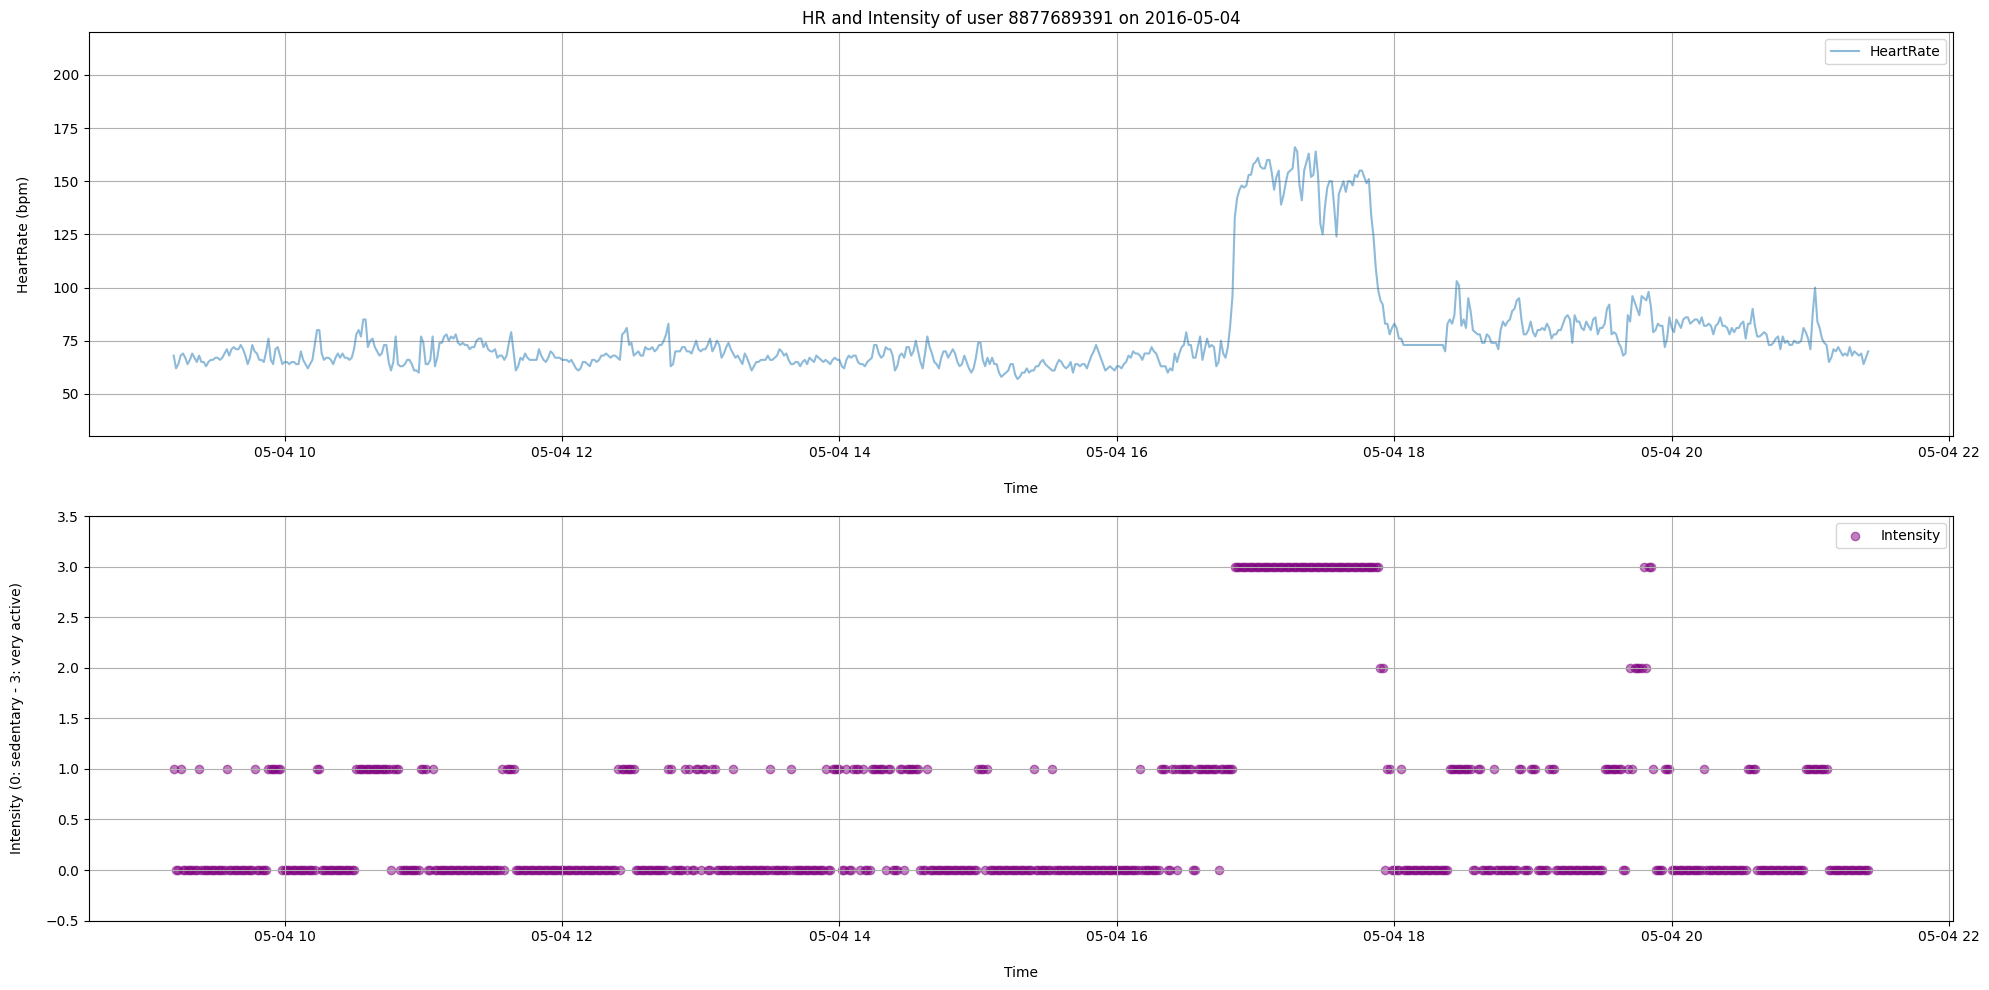 HR and Intensity of user 8877689391 on 2016-05-04
HeartRate
200
175
150
125
100
75
50
HeartRate (bpm)
05-04 10 05-04 12 05-04 14 05-04 16 05-04 18 05-04 20 05-04 22
Time
Intensity
3.5
3.0
2.5
2.0
1.5
1.0
0.5
0.0
−0.5
Intensity (0: sedentary - 3: very active)
05-04 10 05-04 12 05-04 14 05-04 16 05-04 18 05-04 20 05-04 22
Time